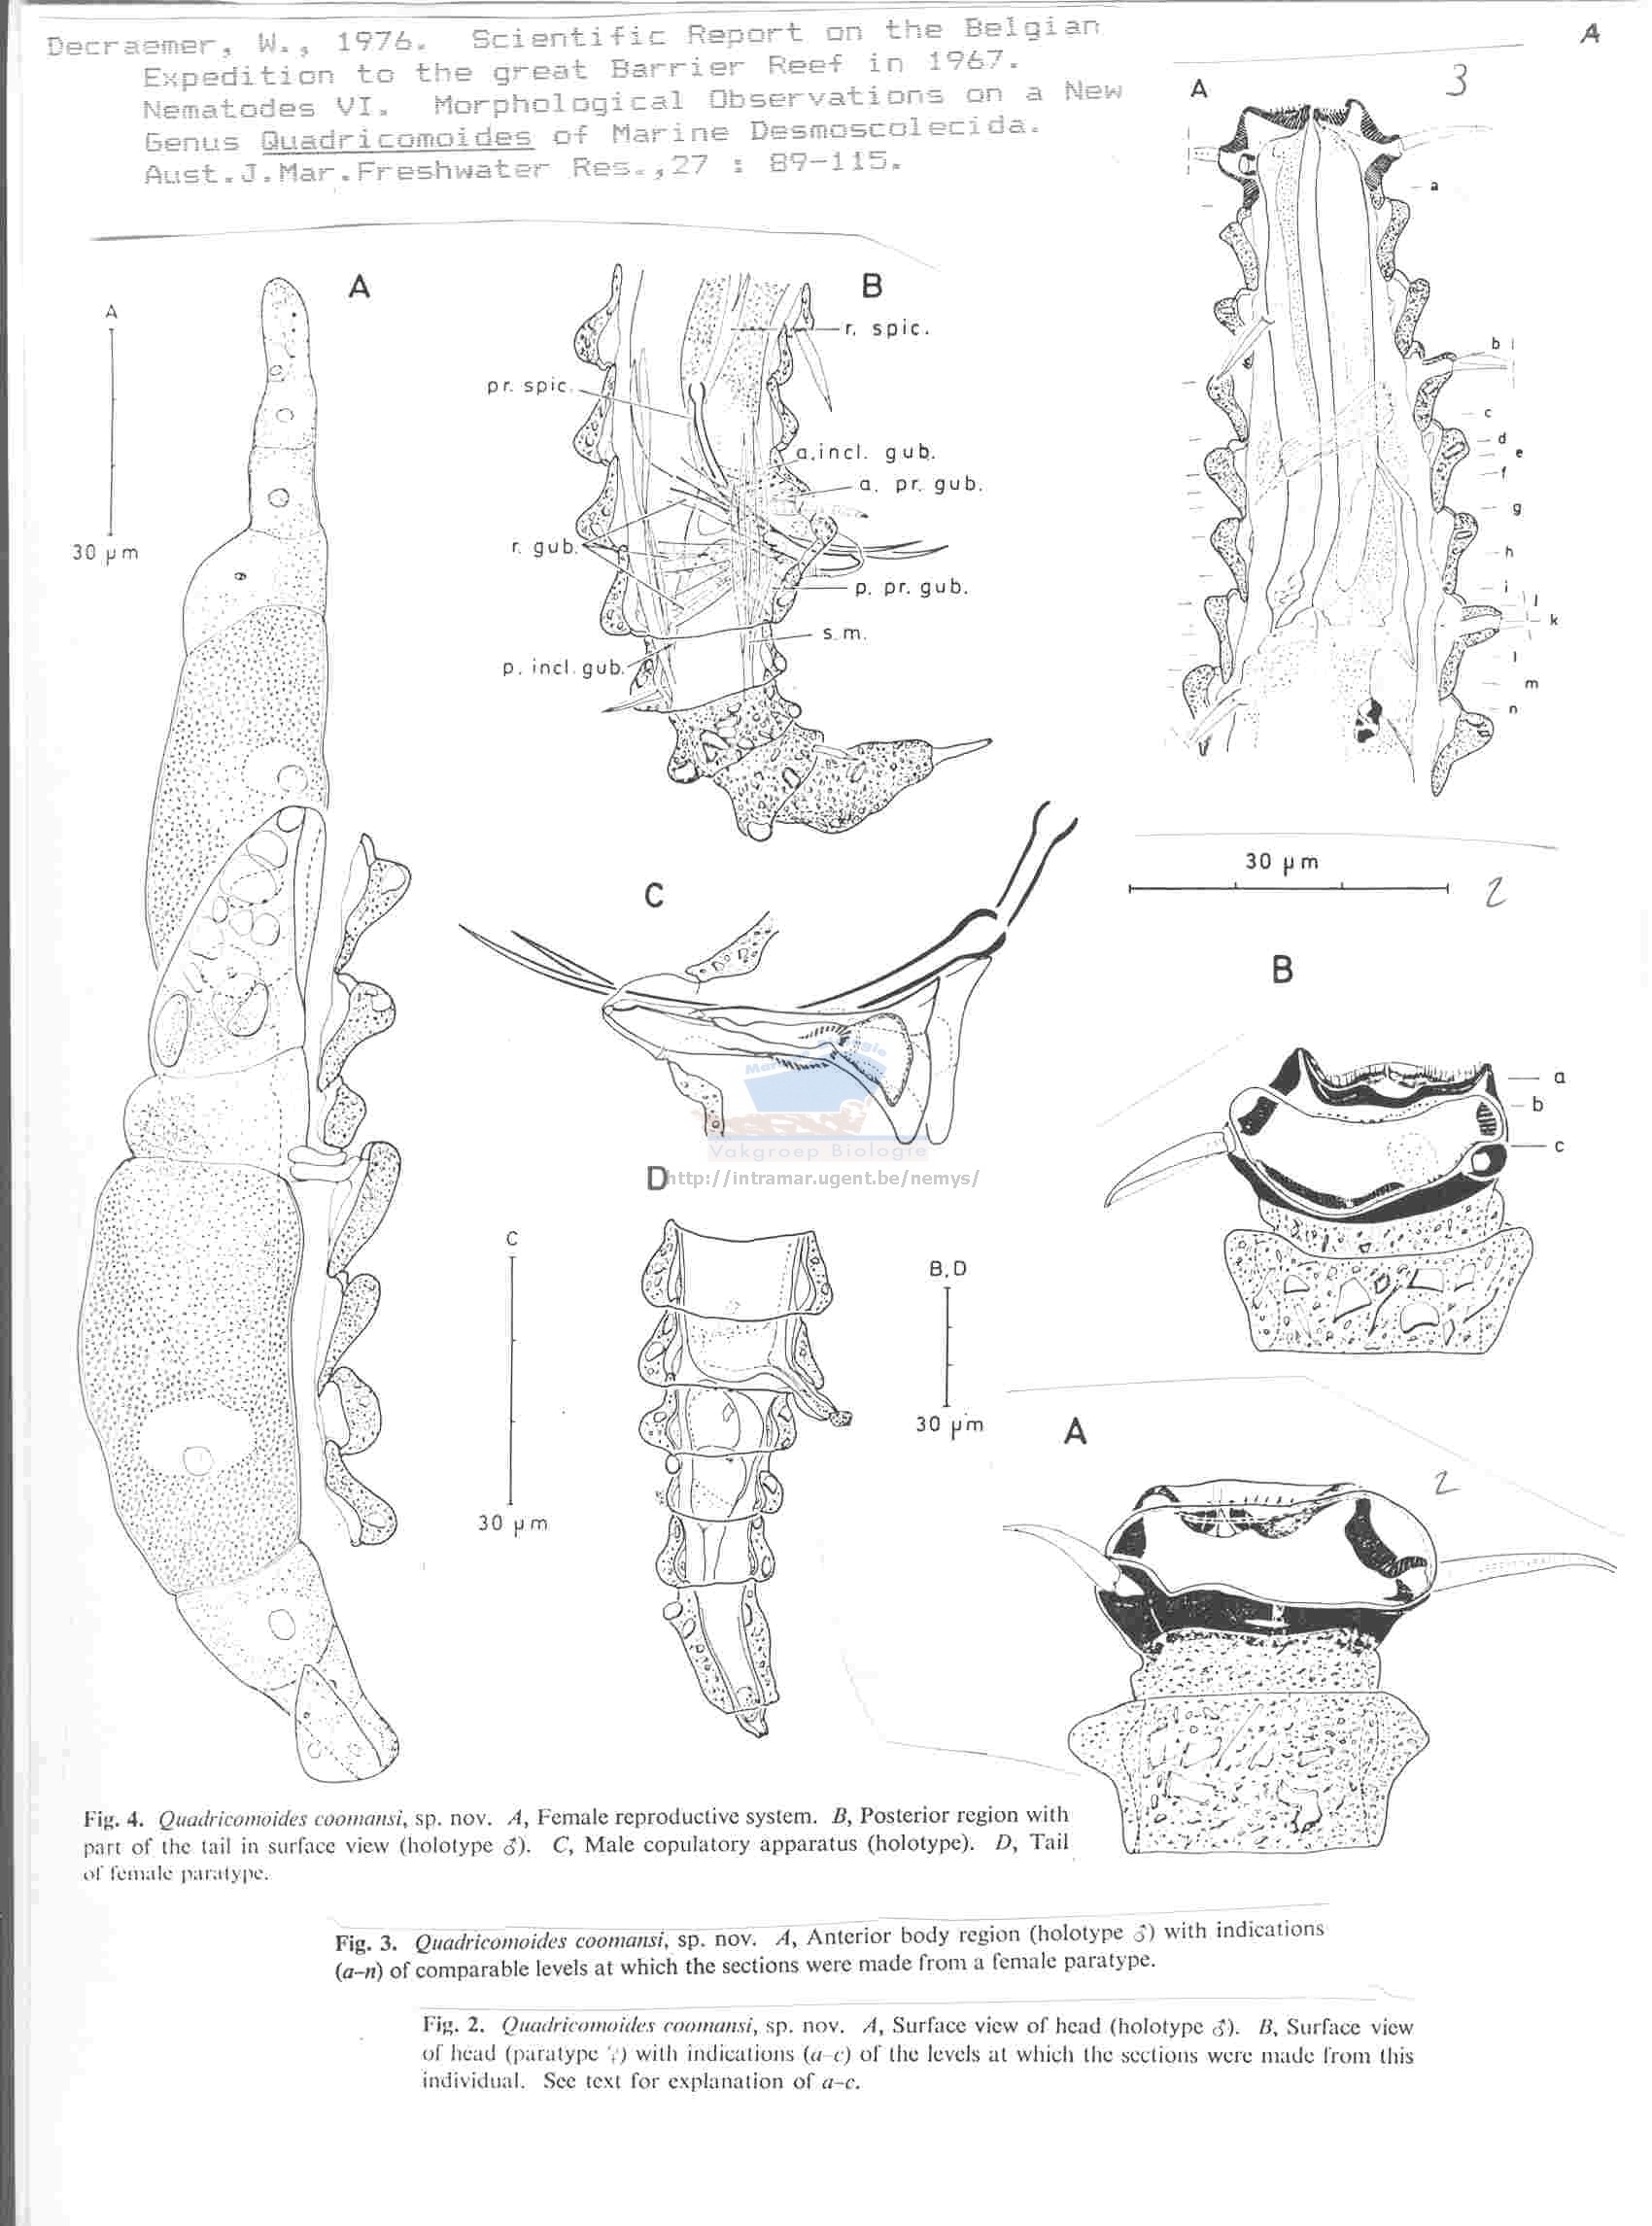 Decraemer, W., 1976. Scientific Report on the Belgian
Expedition to the great Barrier Reef in 1967.
Nematodes VI. Morphological Observations on a New
Genus Quadricomoides of Marine Desmoscolecida.
Aust.J.Mar.Freshwater Res.,27 : 89-115.
A
3
A
a
b
c
d
e
f
g
h
i
j
k
l
m
n
A
A
30 µm
B
r. spic.
pr. spic.
a.incl. gub.
a. pr. gub.
r. gub.
p. pr. gub.
s.m.
p. incl. gub.
C
30 µm
2
B
a
b
c
Marine Biologie
Vakgroep Biologie
http://intramar.ugent.be/nemys/
D
C
30 µm
B,D
30 µm
A
2
Fig. 4. Quadricomoides coomansi, sp. nov. A, Female reproductive system. B, Posterior region with
part of the tail in surface view (holotype ♂). C, Male copulatory apparatus (holotype). D, Tail
of female paratype.
Fig. 3. Quadricomoides coomansi, sp. nov. A, Anterior body region (holotype ♂) with indications
(a–n) of comparable levels at which the sections were made from a female paratype.
Fig. 2. Quadricomoides coomansi, sp. nov. A, Surface view of head (holotype ♂). B, Surface view
of head (paratype ♀) with indications (a–c) of the levels at which the sections were made from this
individual. See text for explanation of a–c.